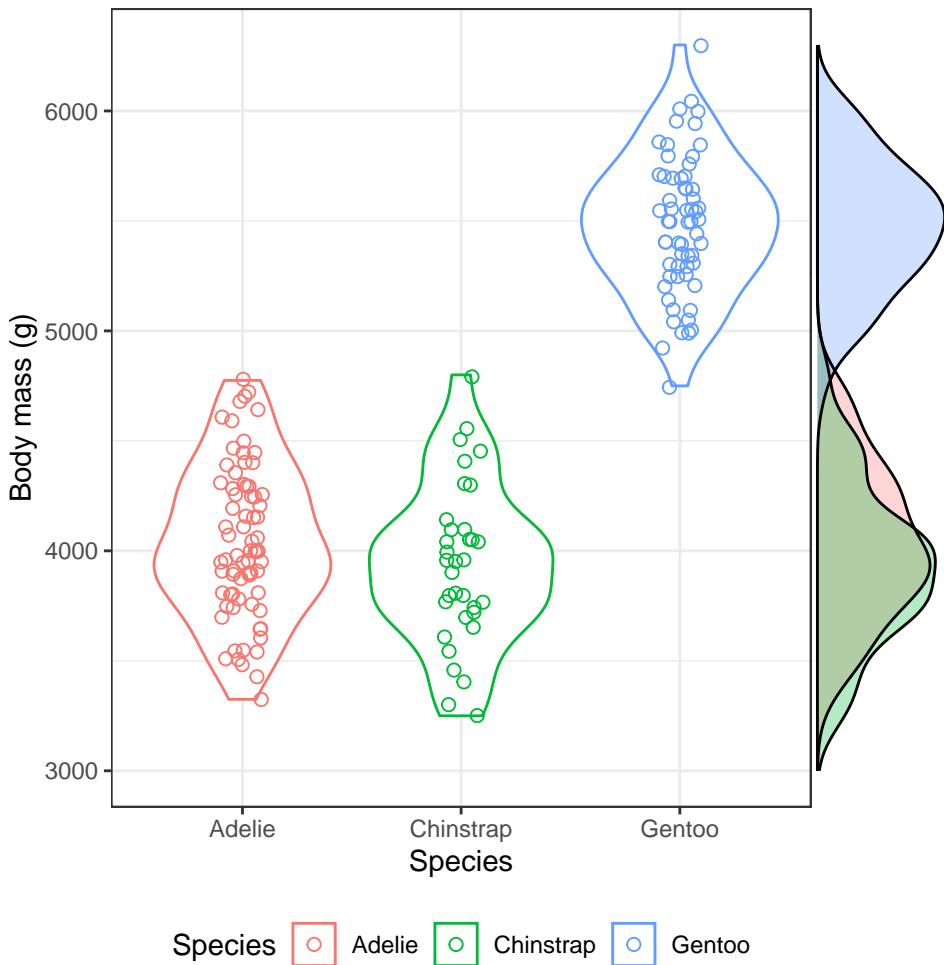 6000
5000
4000
3000
Body mass (g)
Adelie Chinstrap Gentoo
Species
Species Adelie Chinstrap Gentoo